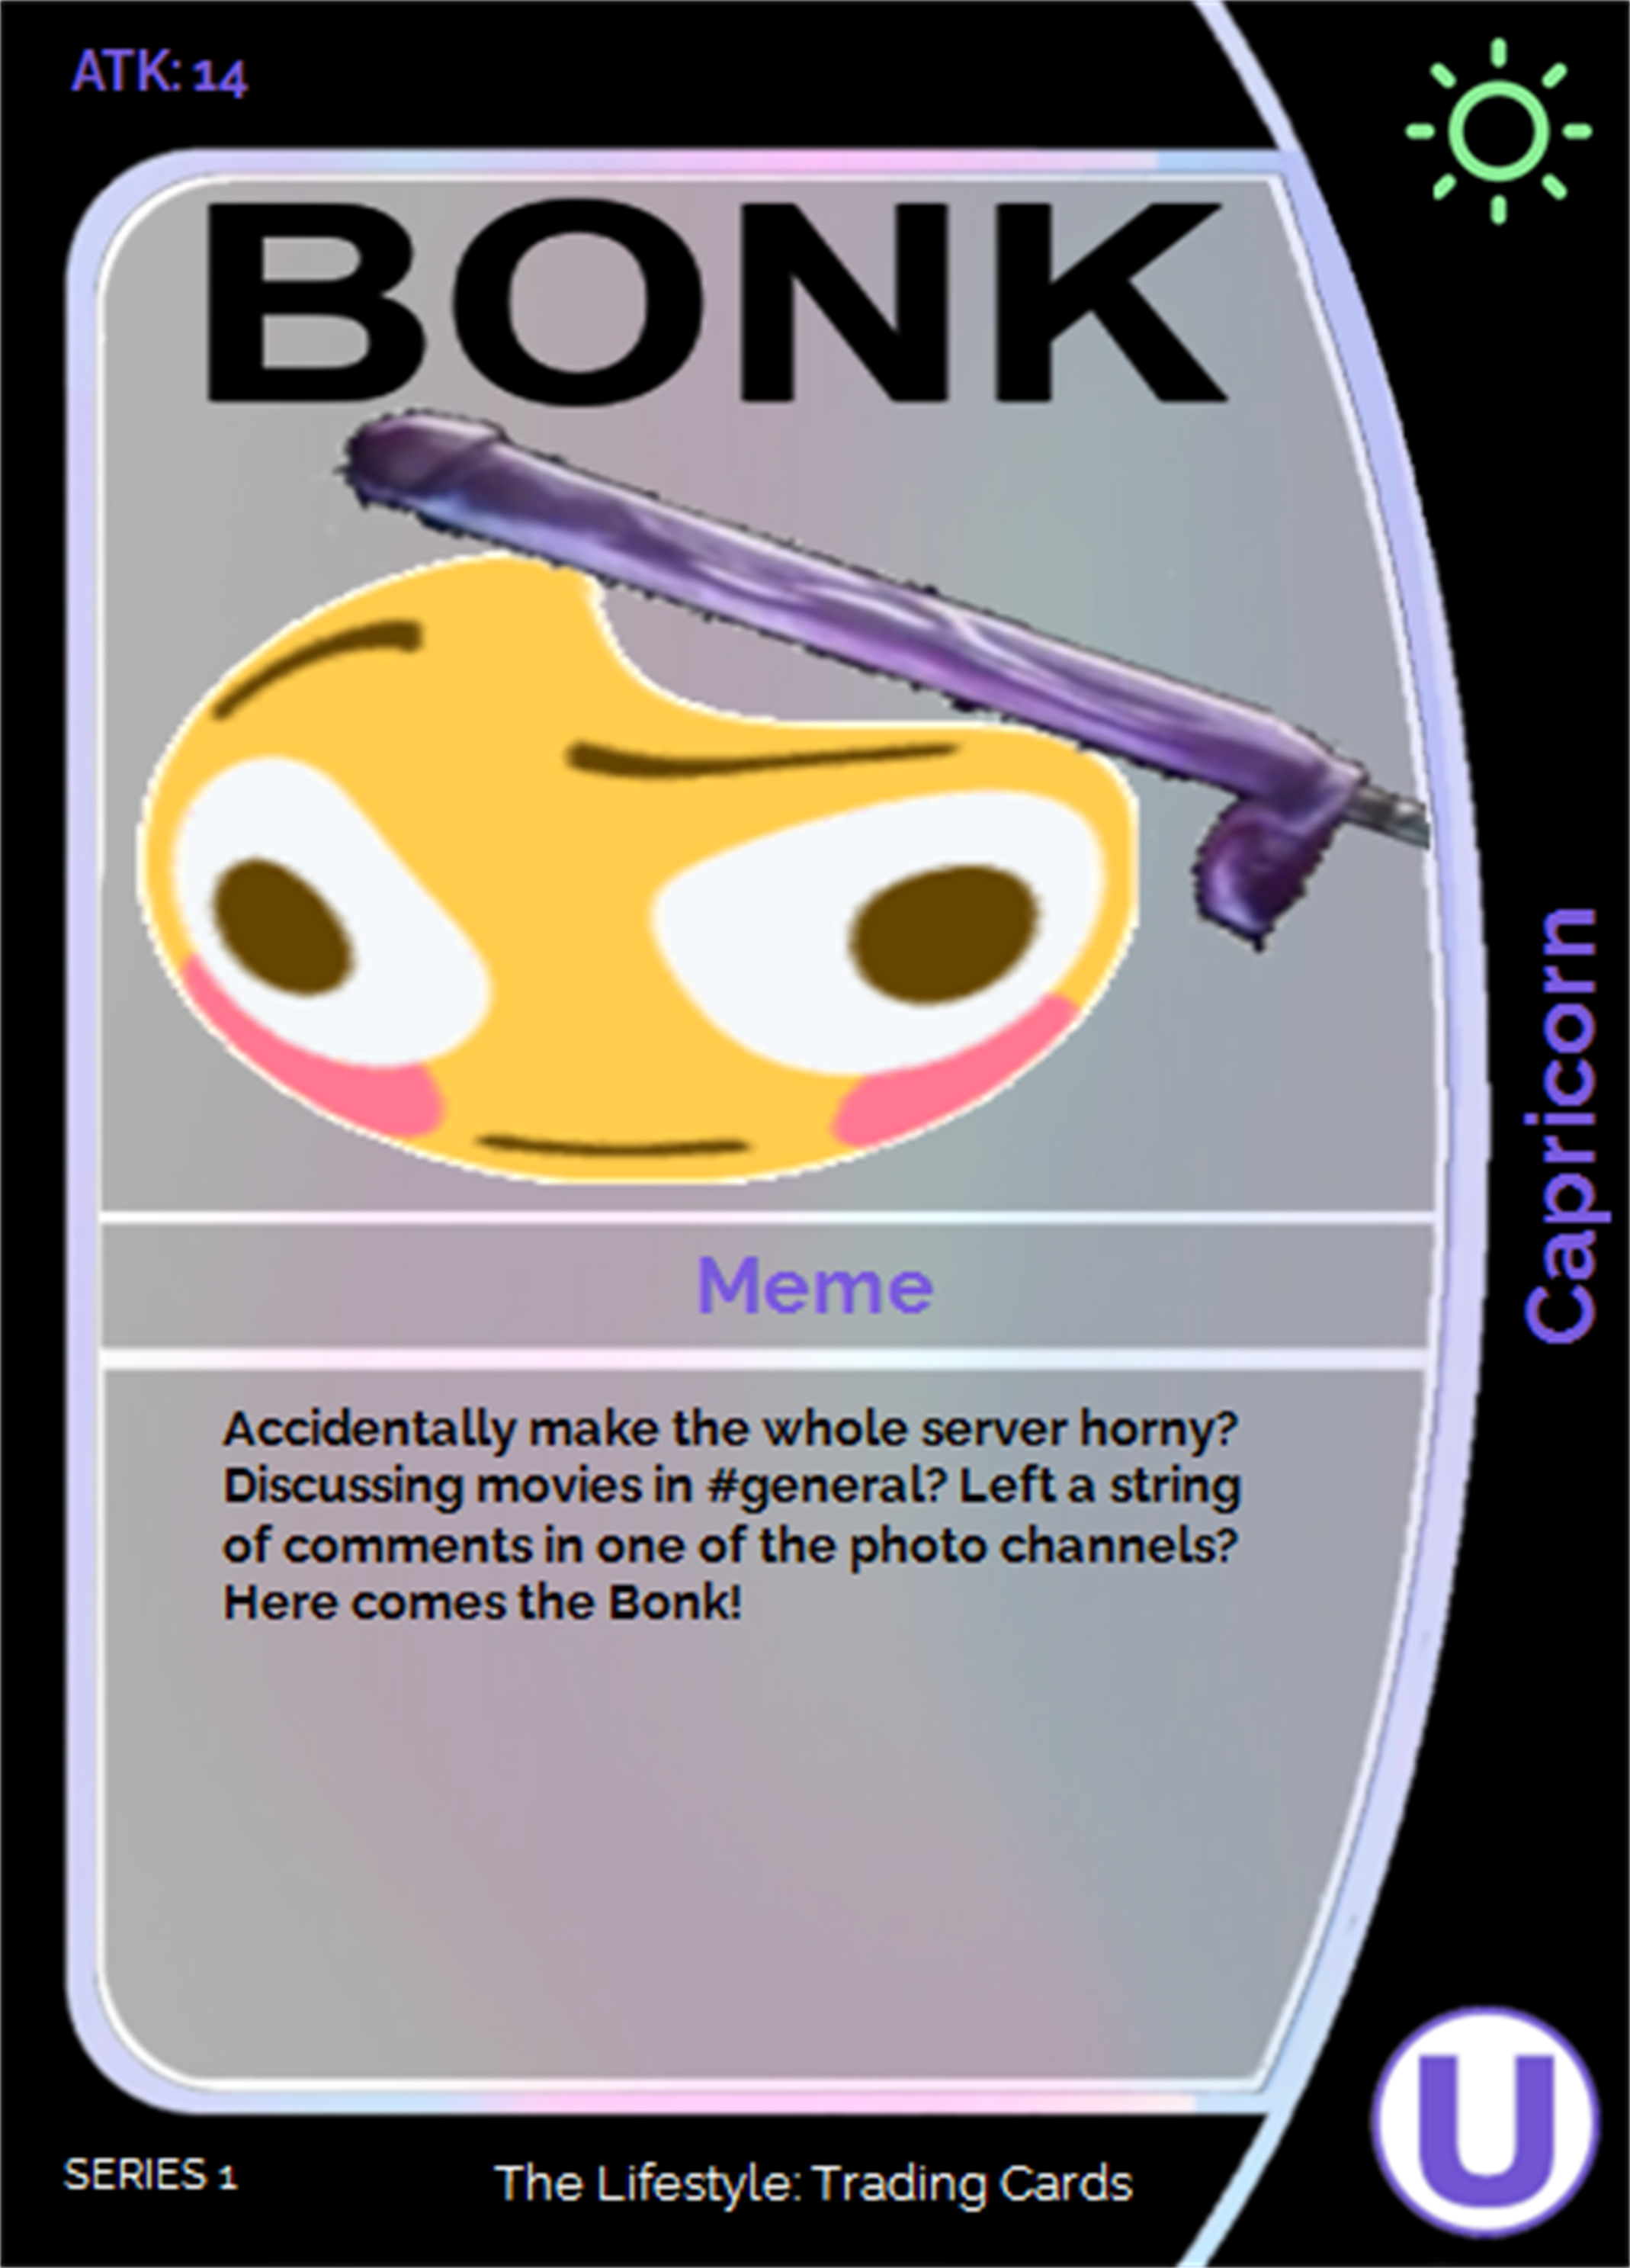 ATK: 14
BONK
Meme
Accidentally make the whole server horny?
Discussing movies in #general? Left a string
of comments in one of the photo channels?
Here comes the Bonk!
Capricorn
SERIES 1
The Lifestyle: Trading Cards
U